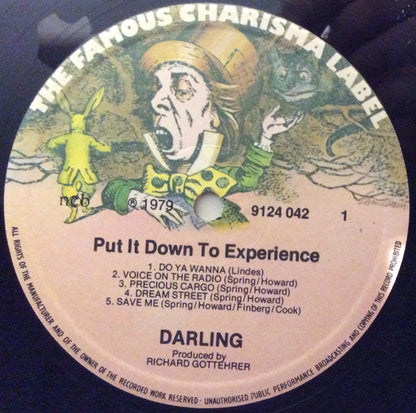 THE FAMOUS CHARISMA LABEL
ncb ℗ 1979 9124 042 1
Put It Down To Experience
1. DO YA WANNA (Lindes)
2. VOICE ON THE RADIO (Spring/Howard)
3. PRECIOUS CARGO (Spring/Howard)
4. DREAM STREET (Spring/Howard)
5. SAVE ME (Spring/Howard/Finberg/Cook)
DARLING
Produced by
RICHARD GOTTEHRER
ALL RIGHTS OF THE MANUFACTURER AND OF THE OWNER OF THE RECORDED WORK RESERVED · UNAUTHORISED PUBLIC PERFORMANCE BROADCASTING AND COPYING OF THIS RECORD PROHIBITED